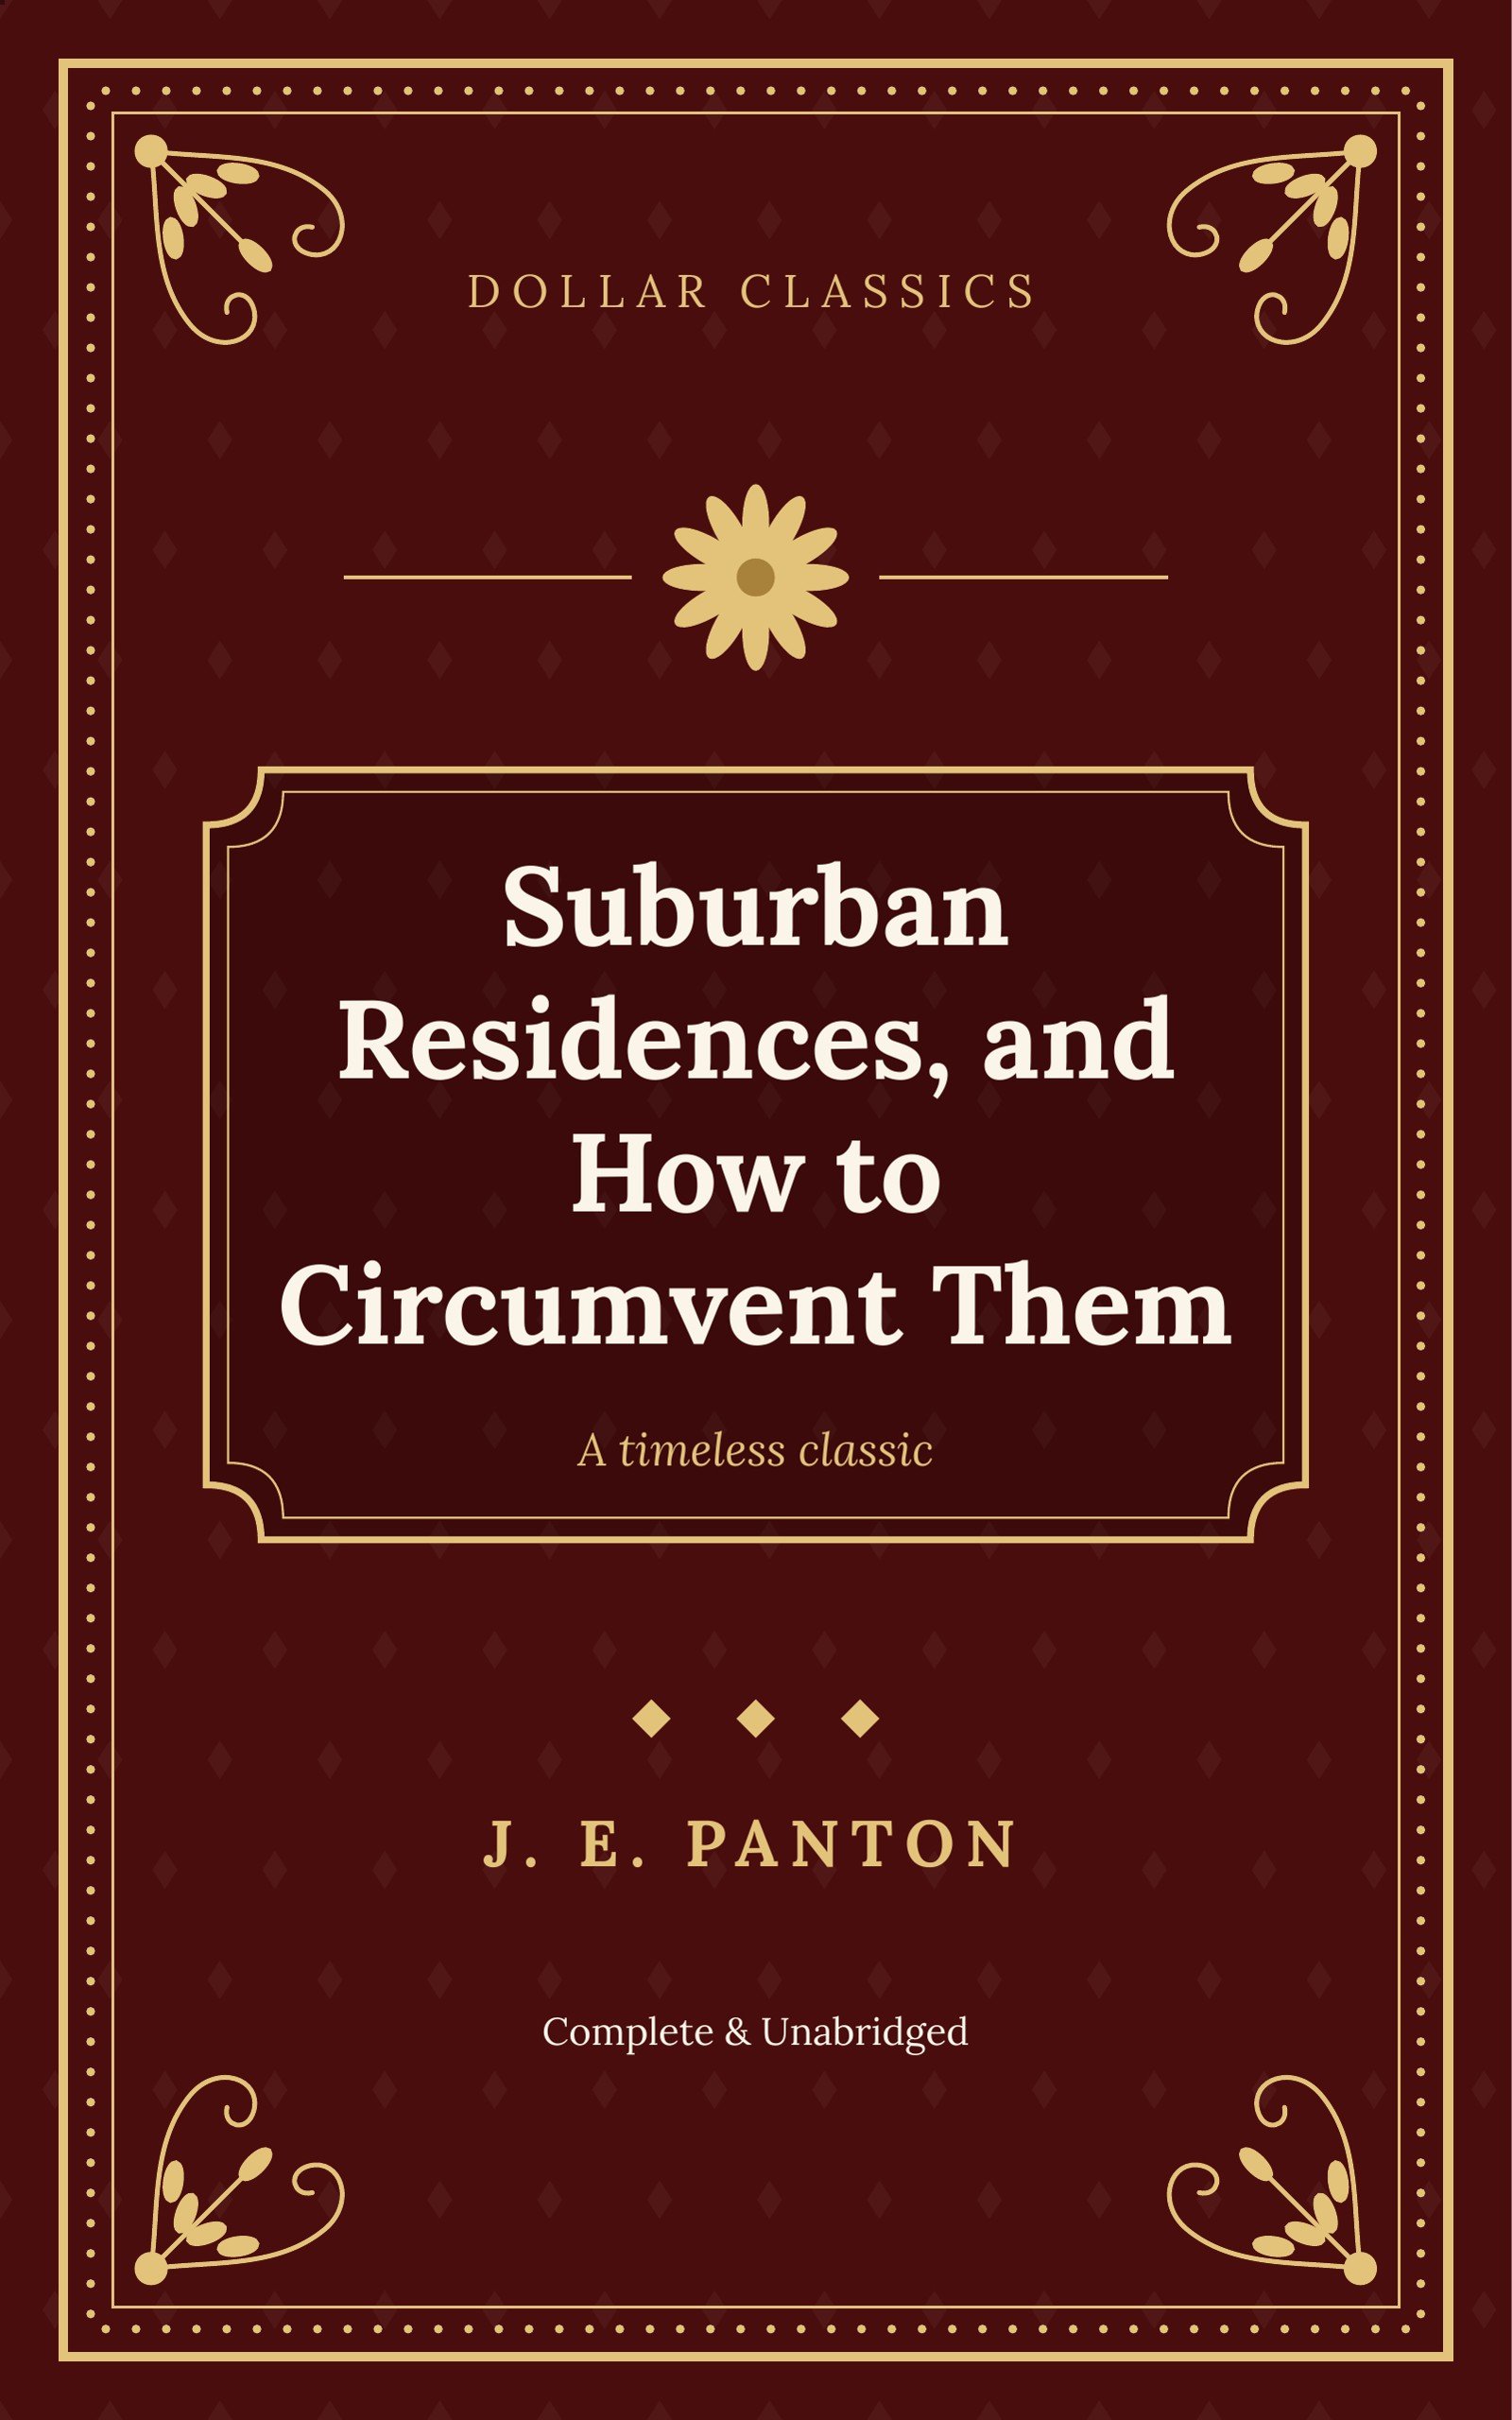 DOLLAR CLASSICS
Suburban
Residences, and
How to
Circumvent Them
A timeless classic
J. E. PANTON
Complete & Unabridged